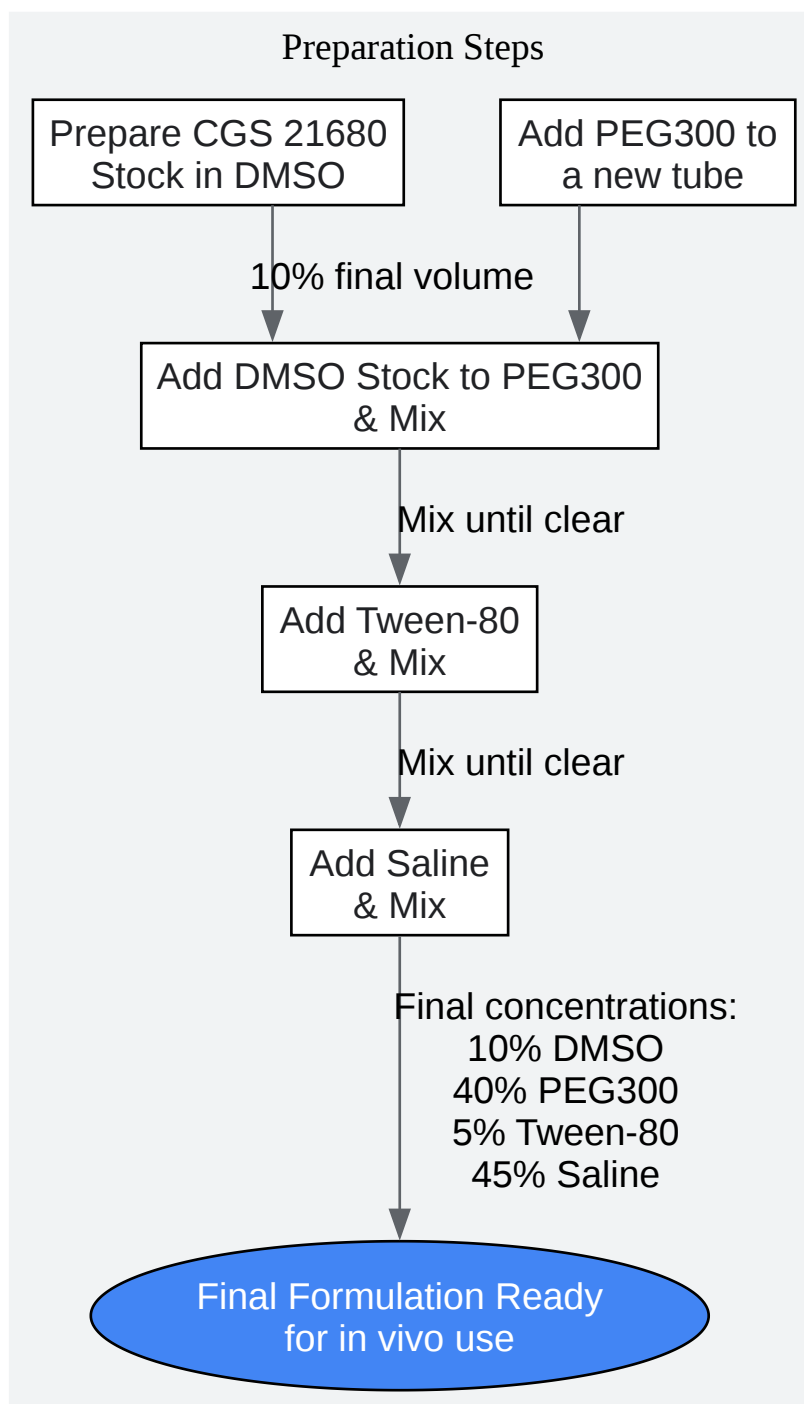 Preparation Steps
Prepare CGS 21680
Stock in DMSO
Add PEG300 to
a new tube
10% final volume
Add DMSO Stock to PEG300
& Mix
Mix until clear
Add Tween-80
& Mix
Mix until clear
Add Saline
& Mix
Final concentrations:
10% DMSO
40% PEG300
5% Tween-80
45% Saline
Final Formulation Ready
for in vivo use